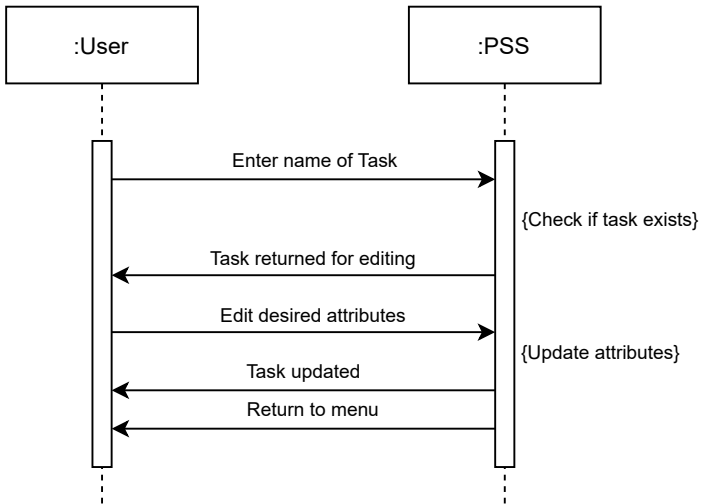 :User
:PSS
Enter name of Task
{Check if task exists}
Task returned for editing
Edit desired attributes
{Update attributes}
Task updated
Return to menu